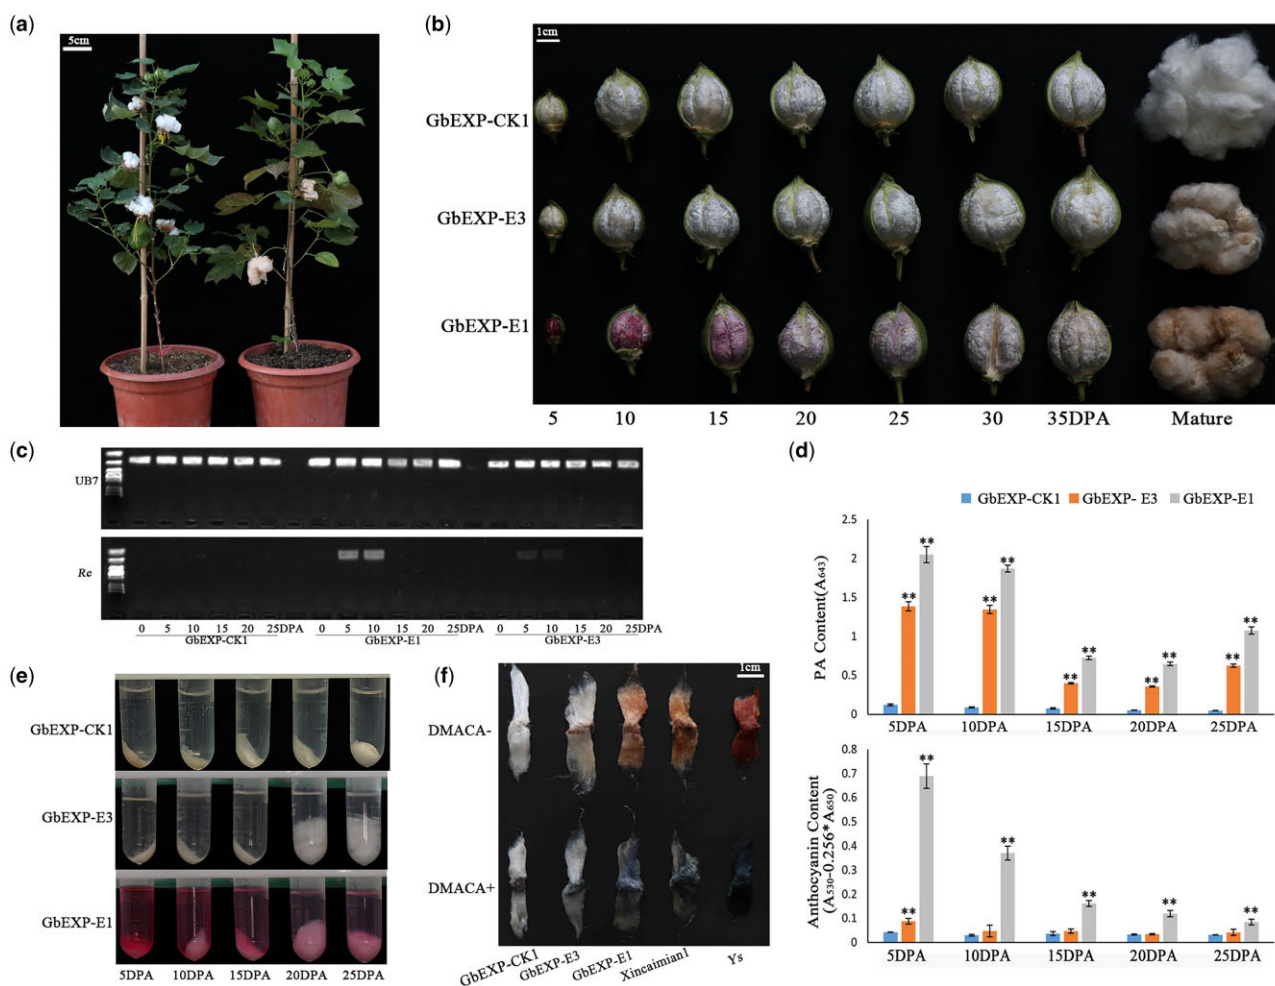 (a)
5cm
(b)
1cm
GbEXP-CK1
GbEXP-E3
GbEXP-E1
5 10 15 20 25 30 35DPA Mature
(c)
UB7
Re
0 5 10 15 20 25DPA 0 5 10 15 20 25DPA 0 5 10 15 20 25DPA
GbEXP-CK1 GbEXP-E1 GbEXP-E3
(d)
GbEXP-CK1 GbEXP- E3 GbEXP-E1
PA Content(A643)
2.5
2
1.5
1
0.5
0
** ** ** ** ** ** ** ** ** **
5DPA 10DPA 15DPA 20DPA 25DPA
Anthocyanin Content
(A530-0.256*A650)
0.8
0.7
0.6
0.5
0.4
0.3
0.2
0.1
0
** ** ** ** ** **
5DPA 10DPA 15DPA 20DPA 25DPA
(e)
GbEXP-CK1
GbEXP-E3
GbEXP-E1
5DPA 10DPA 15DPA 20DPA 25DPA
(f)
1cm
DMACA-
DMACA+
GbEXP-CK1 GbEXP-E3 GbEXP-E1 Xincaimian1 Ys